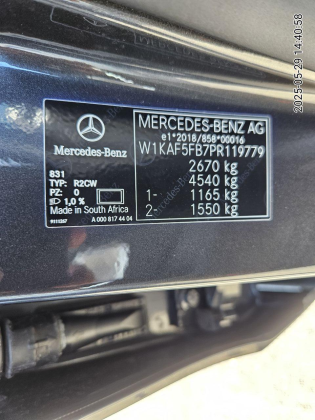 2025-05-29 14:40:58
Mercedes-Benz
831
TYP: R2CW
PZ: 0
1,0 %
Made in South Africa
R111267 A 000 817 44 04
MERCEDES-BENZ AG
e1*2018/858*00016
W1KAF5FB7PR119779
2670 kg
4540 kg
1- 1165 kg
2- 1550 kg